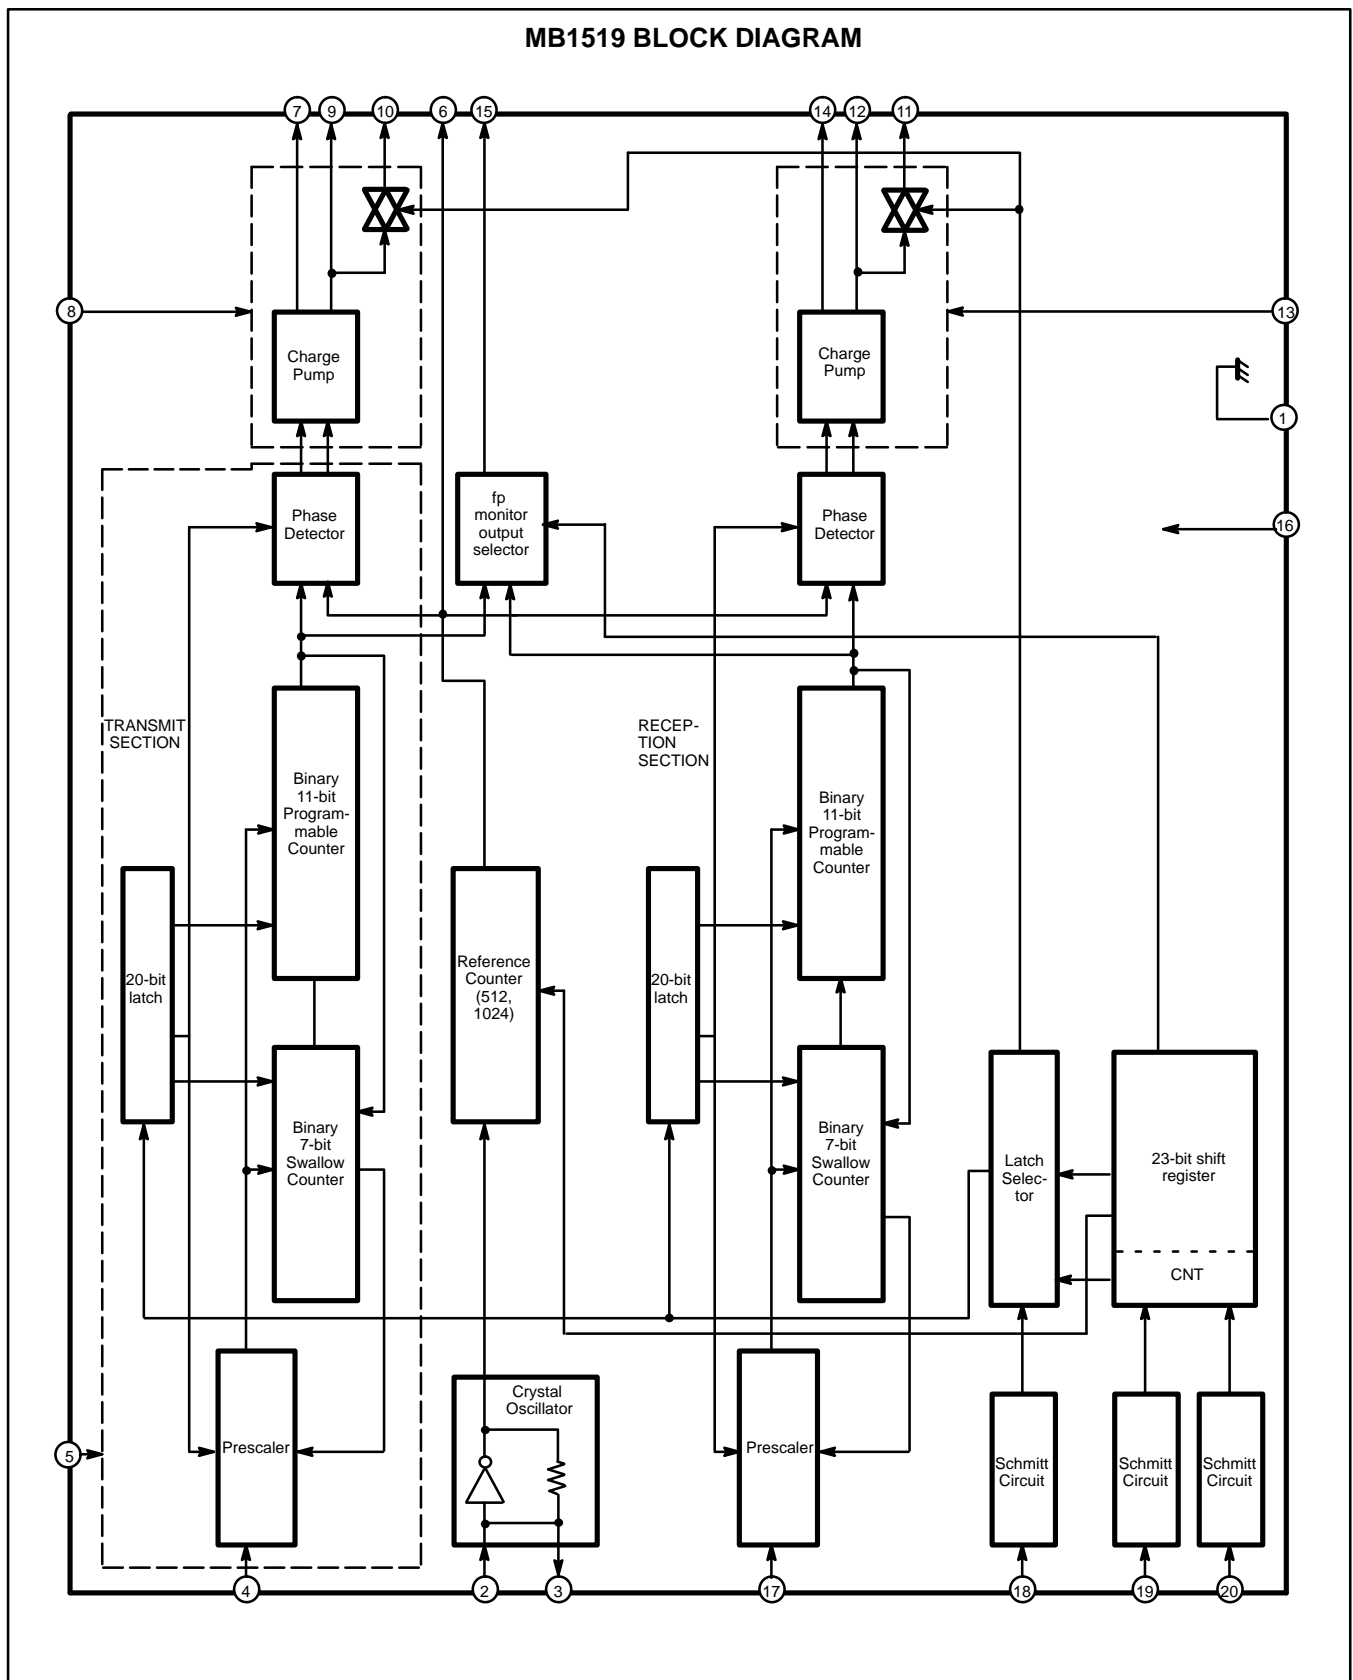 MB1519 BLOCK DIAGRAM
7
9
10
6
15
14
12
11
8
13
Charge
Pump
Charge
Pump
1
Phase
Detector
fp
monitor
output
selector
Phase
Detector
16
TRANSMIT
SECTION
RECEP-
TION
SECTION
Binary
11-bit
Program-
mable
Counter
Binary
11-bit
Program-
mable
Counter
20-bit
latch
Reference
Counter
(512,
1024)
20-bit
latch
Binary
7-bit
Swallow
Counter
Binary
7-bit
Swallow
Counter
Latch
Selec-
tor
23-bit shift
register
CNT
Crystal
Oscillator
5
Prescaler
Prescaler
Schmitt
Circuit
Schmitt
Circuit
Schmitt
Circuit
4
2
3
17
18
19
20